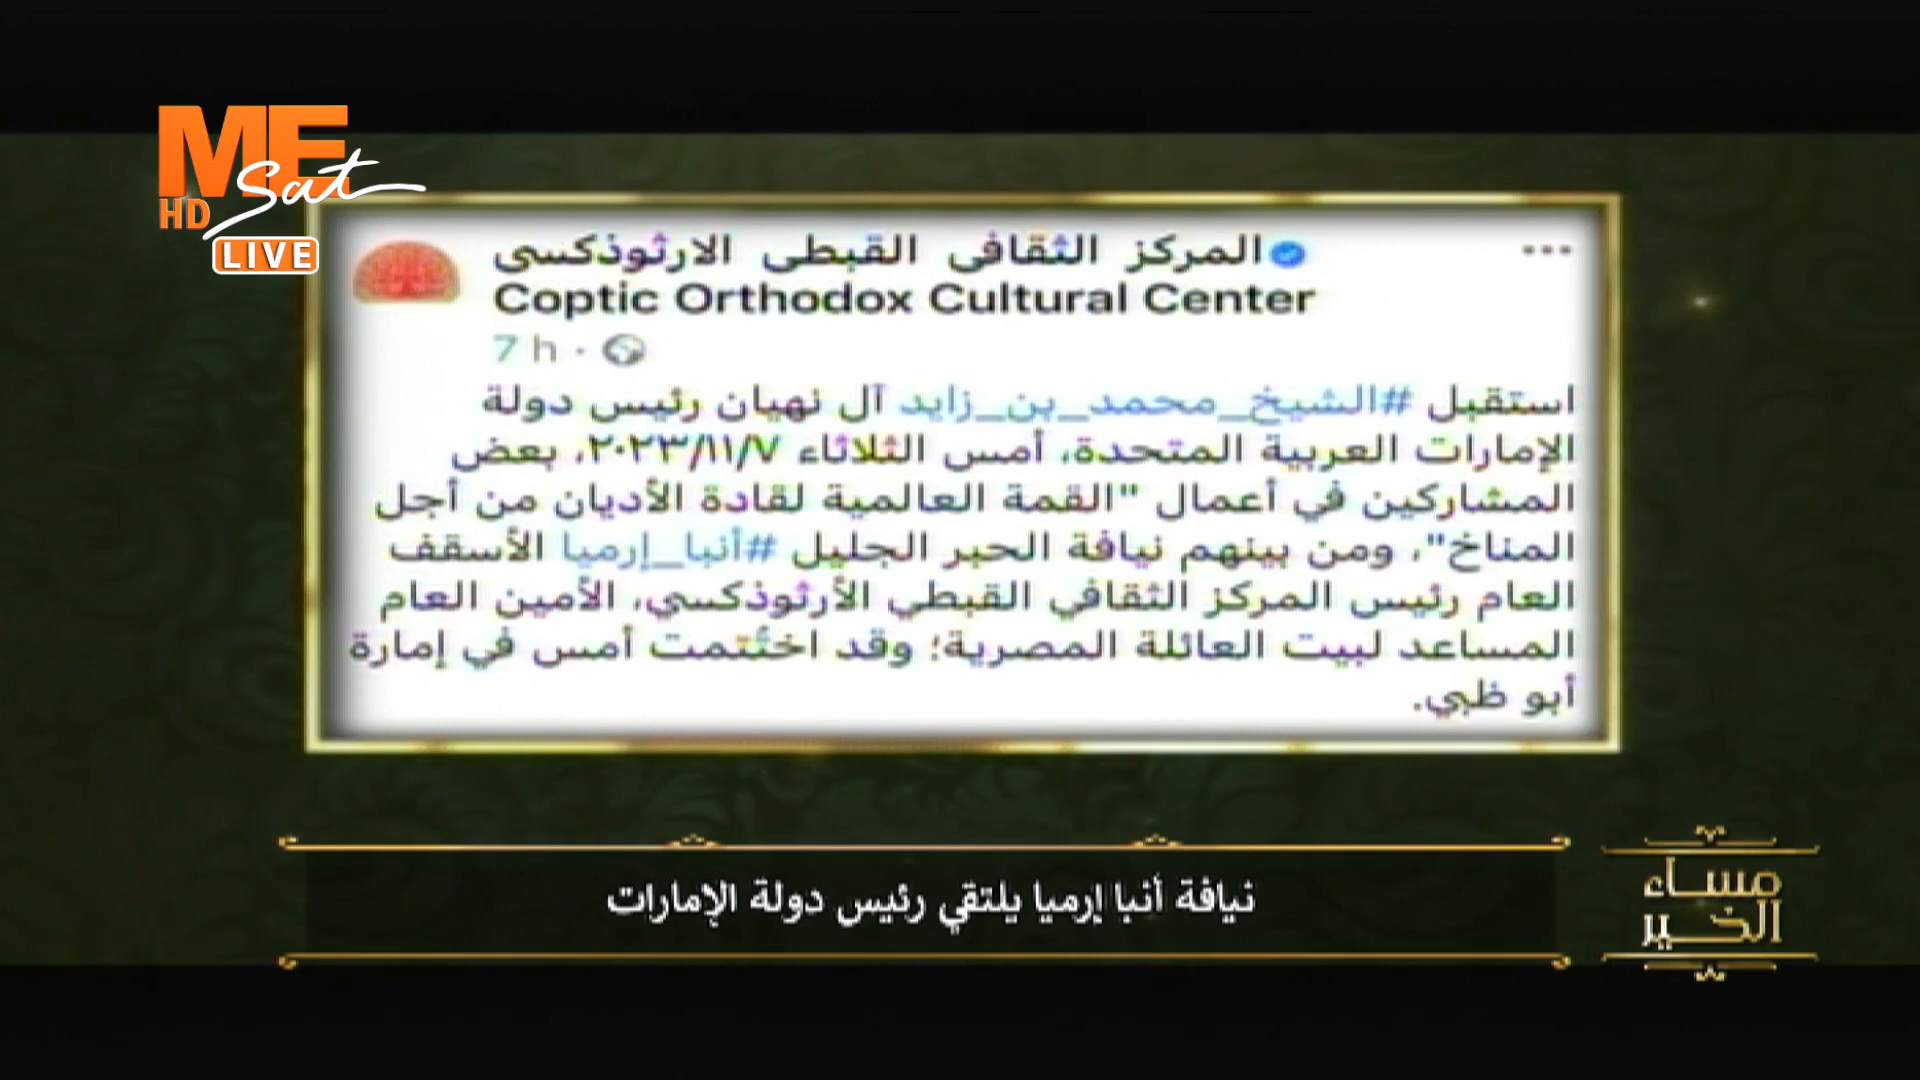 ME
Sat
HD
LIVE
المركز الثقافى القبطى الارثوذكسى
Coptic Orthodox Cultural Center
7 h ·
استقبل #الشيخ_محمد_بن_زايد آل نهيان رئيس دولة
الإمارات العربية المتحدة، أمس الثلاثاء ٢٠٢٣/١١/٧، بعض
المشاركين في أعمال "القمة العالمية لقادة الأديان من أجل
المناخ"، ومن بينهم نيافة الحبر الجليل #أنبا_إرميا الأسقف
العام رئيس المركز الثقافي القبطي الأرثوذكسي، الأمين العام
المساعد لبيت العائلة المصرية؛ وقد اختُتمت أمس في إمارة
أبو ظبي.
نيافة أنبا إرميا يلتقي رئيس دولة الإمارات
مساء
الخير